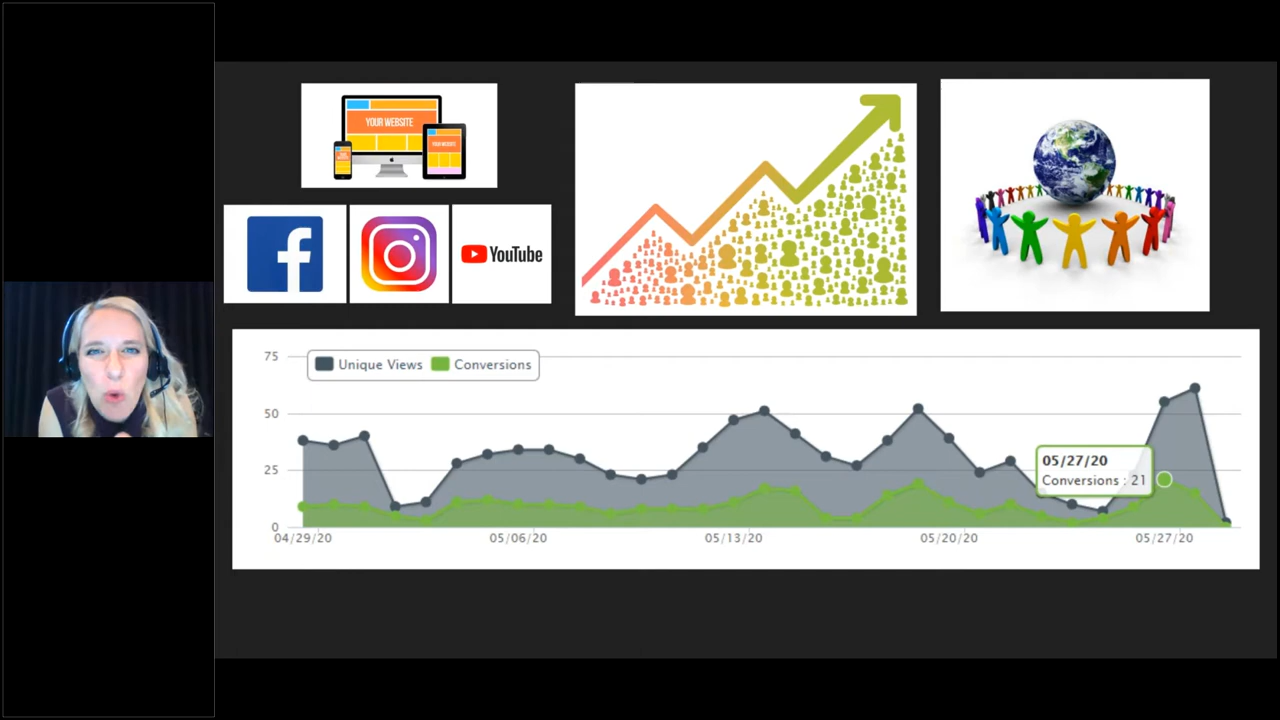 YOUR WEBSITE
YOUR WEBSITE
f
YouTube
75
Unique Views
Conversions
50
25
0
05/27/20
Conversions : 21
04/29/20
05/06/20
05/13/20
05/20/20
05/27/20